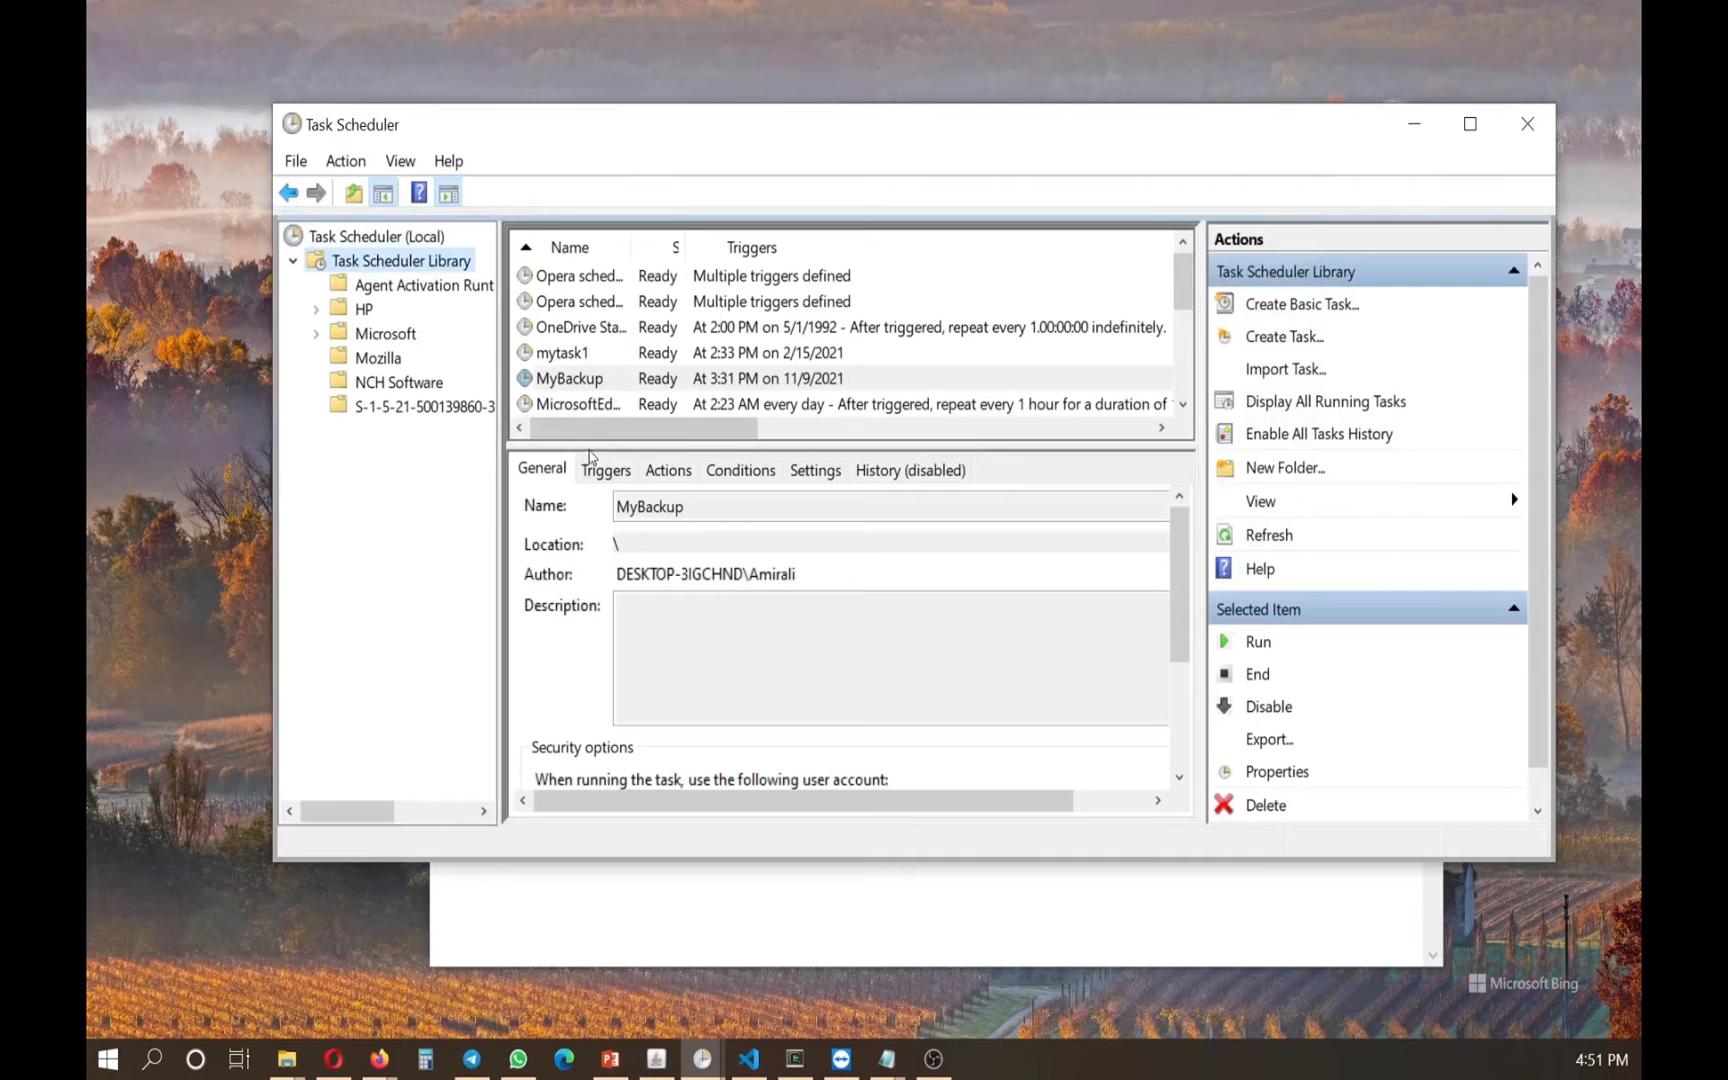 Task Scheduler
File Action View Help
Task Scheduler (Local)
Task Scheduler Library
Agent Activation Runt
HP
Microsoft
Mozilla
NCH Software
S-1-5-21-500139860-3
Name S Triggers
Opera sched... Ready Multiple triggers defined
Opera sched... Ready Multiple triggers defined
OneDrive Sta... Ready At 2:00 PM on 5/1/1992 - After triggered, repeat every 1.00:00:00 indefinitely.
mytask1 Ready At 2:33 PM on 2/15/2021
MyBackup Ready At 3:31 PM on 11/9/2021
MicrosoftEd... Ready At 2:23 AM every day - After triggered, repeat every 1 hour for a duration of
General Triggers Actions Conditions Settings History (disabled)
Name: MyBackup
Location: \
Author: DESKTOP-3IGCHND\Amirali
Description:
Security options
When running the task, use the following user account:
Actions
Task Scheduler Library
Create Basic Task...
Create Task...
Import Task...
Display All Running Tasks
Enable All Tasks History
New Folder...
View
Refresh
Help
Selected Item
Run
End
Disable
Export...
Properties
Delete
Microsoft Bing
4:51 PM